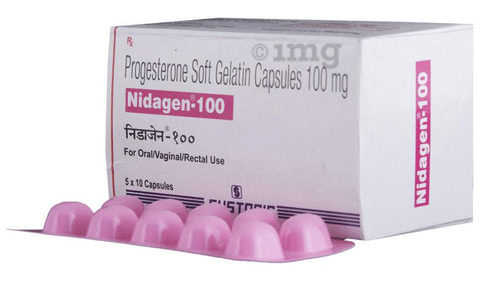 Rx
©1mg
Progesterone Soft Gelatin Capsules 100 mg
Nidagen®-100
निडाजेन®-१००
For Oral/Vaginal/Rectal Use
5 x 10 Capsules
Nidagen®-100